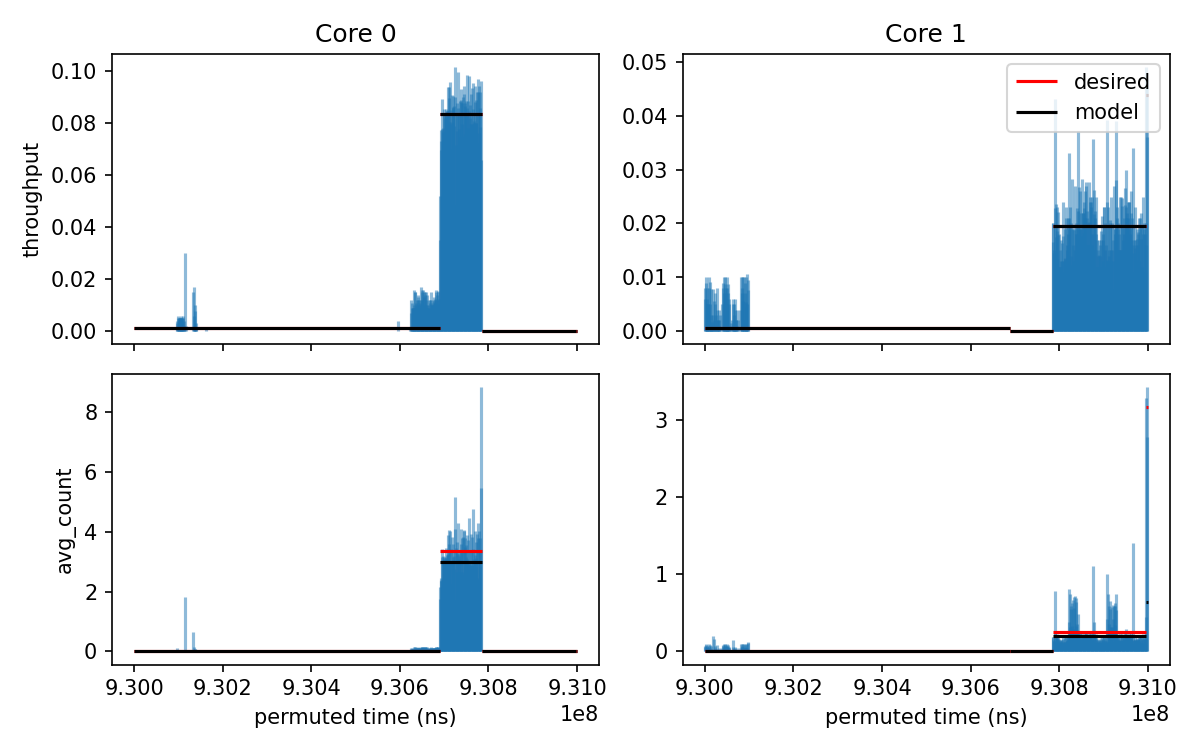 Core 0
Core 1
throughput
0.10
0.08
0.06
0.04
0.02
0.00
0.05
0.04
0.03
0.02
0.01
0.00
desired
model
avg_count
8
6
4
2
0
3
2
1
0
9.300 9.302 9.304 9.306 9.308 9.310
1e8
permuted time (ns)
9.300 9.302 9.304 9.306 9.308 9.310
1e8
permuted time (ns)